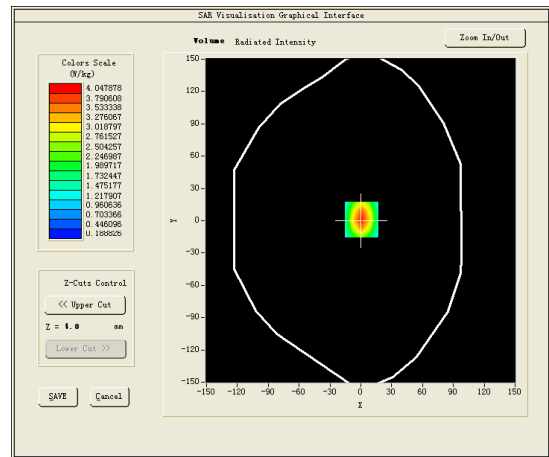 SAR Visualisation Graphical Interface
Volume Radiated Intensity
Zoom In/Out
Colors Scale
(W/kg)
4.047878
3.790608
3.533338
3.276067
3.018797
2.761527
2.504257
2.246987
1.989717
1.732447
1.475177
1.217907
0.960636
0.703366
0.446096
0.188826
Z-Cuts Control
<< Upper Cut
Z = 4.0 mm
Lower Cut >>
SAVE
Cancel
150
120
90
60
30
0
-30
-60
-90
-120
-150
Y
-150 -120 -90 -60 -30 0 30 60 90 120 150
X